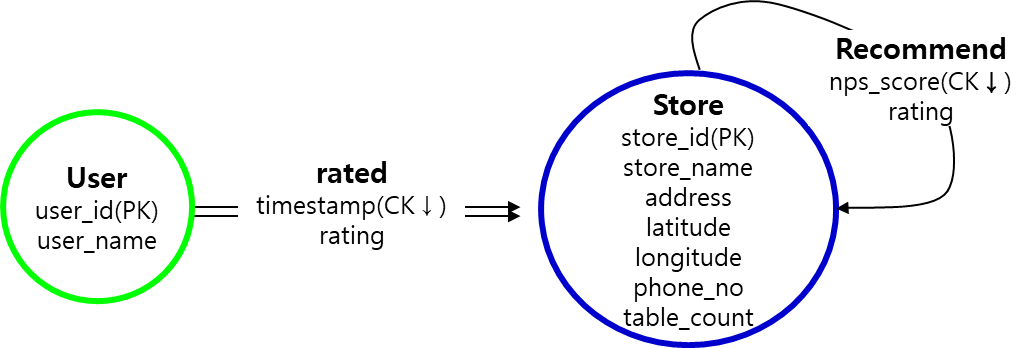 User
user_id(PK)
user_name
rated
timestamp(CK↓)
rating
Store
store_id(PK)
store_name
address
latitude
longitude
phone_no
table_count
Recommend
nps_score(CK↓)
rating